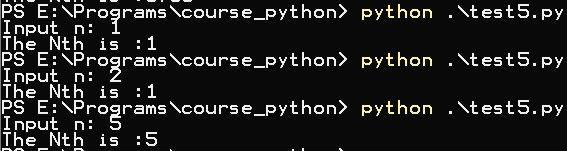 PS E:\Programs\course_python> python .\test5.py
Input n: 1
The Nth is :1
PS E:\Programs\course_python> python .\test5.py
Input n: 2
The Nth is :1
PS E:\Programs\course_python> python .\test5.py
Input n: 5
The Nth is :5